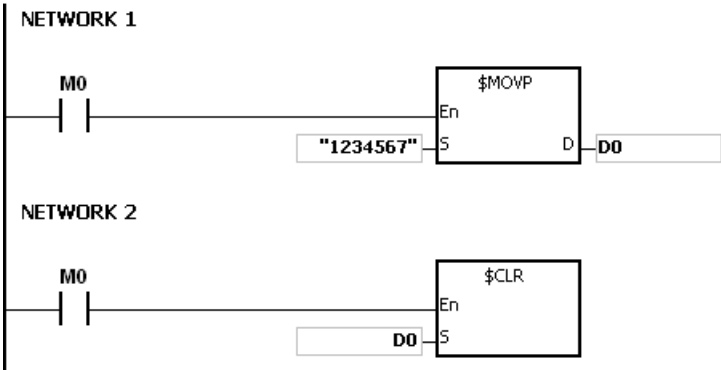 NETWORK 1
M0
$MOVP
En
"1234567" S D D0
NETWORK 2
M0
$CLR
En
D0 S